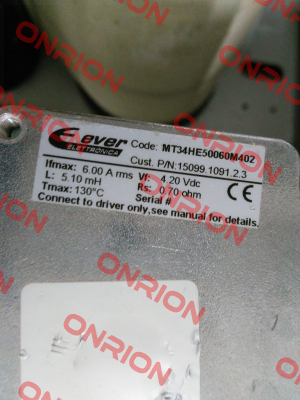 ever
ELETTRONICA
Code: MT34HE50060M402
Cust. P/N:15099.1091.2.3
Ifmax: 6.00 A rms Vf: 4.20 Vdc
L: 5.10 mH Rs: 0.70 ohm
Tmax: 130°C Serial #
CE
Connect to driver only,see manual for details.
ONRION
ONRION
ONRION
ONRION
ONRION
ONRION
ONRION
ONRION